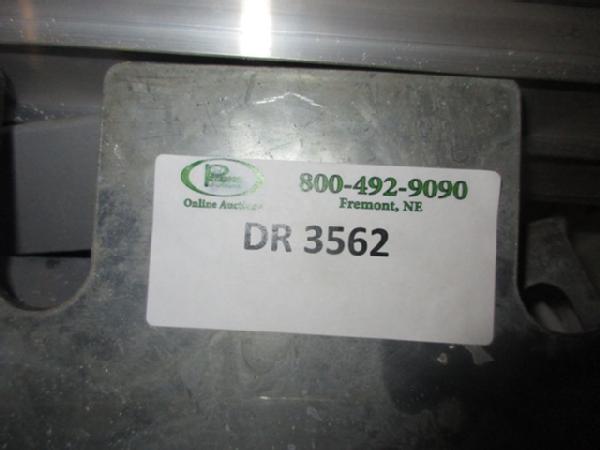 800-492-9090
Online Auctions Fremont, NE
DR 3562